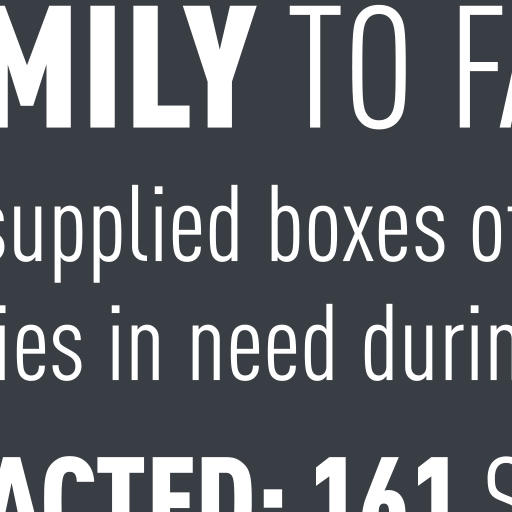 MILY TO FA
supplied boxes of
ies in need durin
ACTED: 161 S